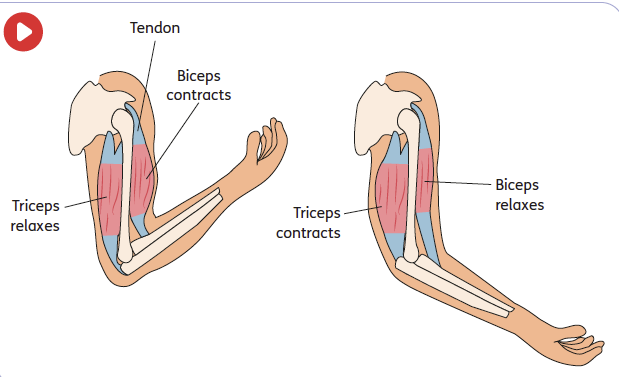 Tendon
Biceps
contracts
Triceps
relaxes
Biceps
relaxes
Triceps
contracts